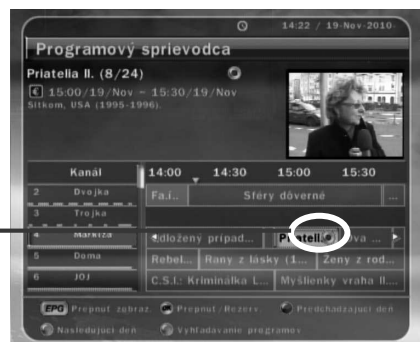 14:22 / 19-Nov-2010
Programový sprievodca
Priatelia II. (8/24)
15:00/19/Nov – 15:30/19/Nov
Sitkom, USA (1995-1996).
Kanál 14:00 14:30 15:00 15:30
2 Dvojka Fa.i.. Sféry dôverné ...
3 Trojka
4 Markíza dložený prípad... Priatelí. ...
5 Doma Rebel... Rany z lásky (1... Ženy z rod...
6 JOJ C.S.I.: Kriminálka L... Myšlienky vraha II....
EPG Prepnúť zobraz. OK Prepnúť/Rezerv Predchádzajúci deň
Nasledujúci deň Vyhľadávanie programov